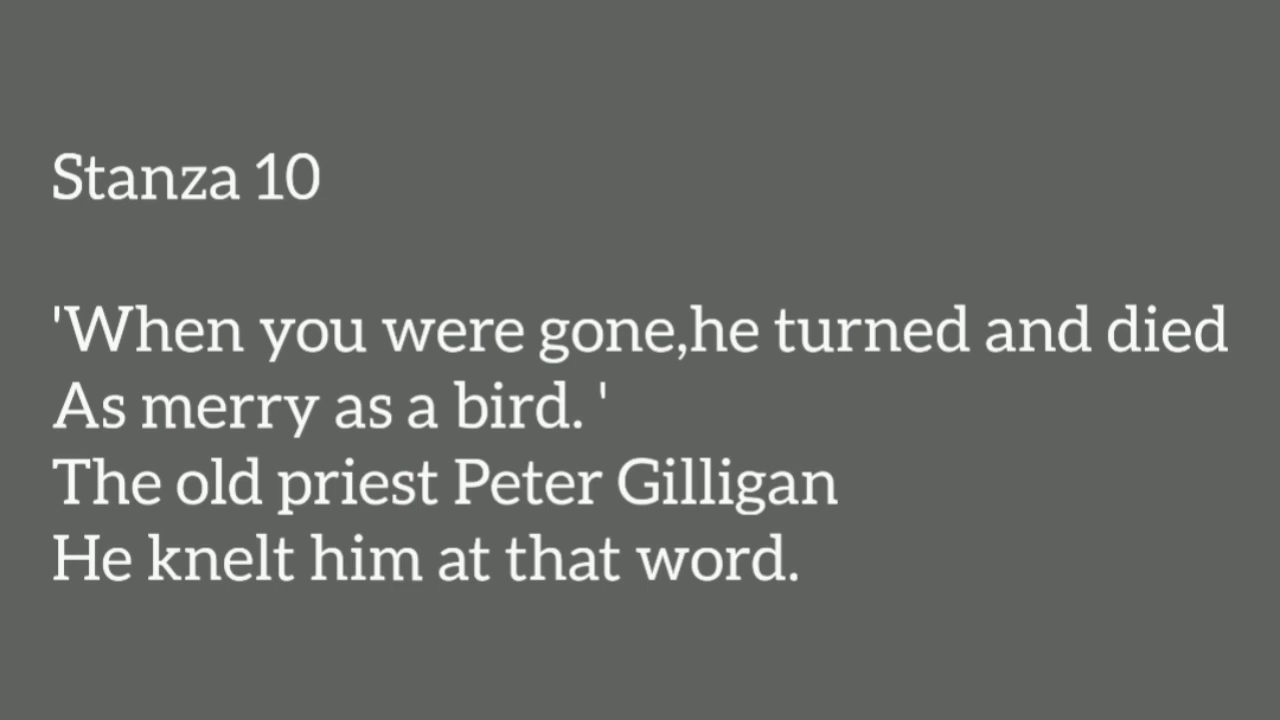 Stanza 10
'When you were gone,he turned and died
As merry as a bird. '
The old priest Peter Gilligan
He knelt him at that word.